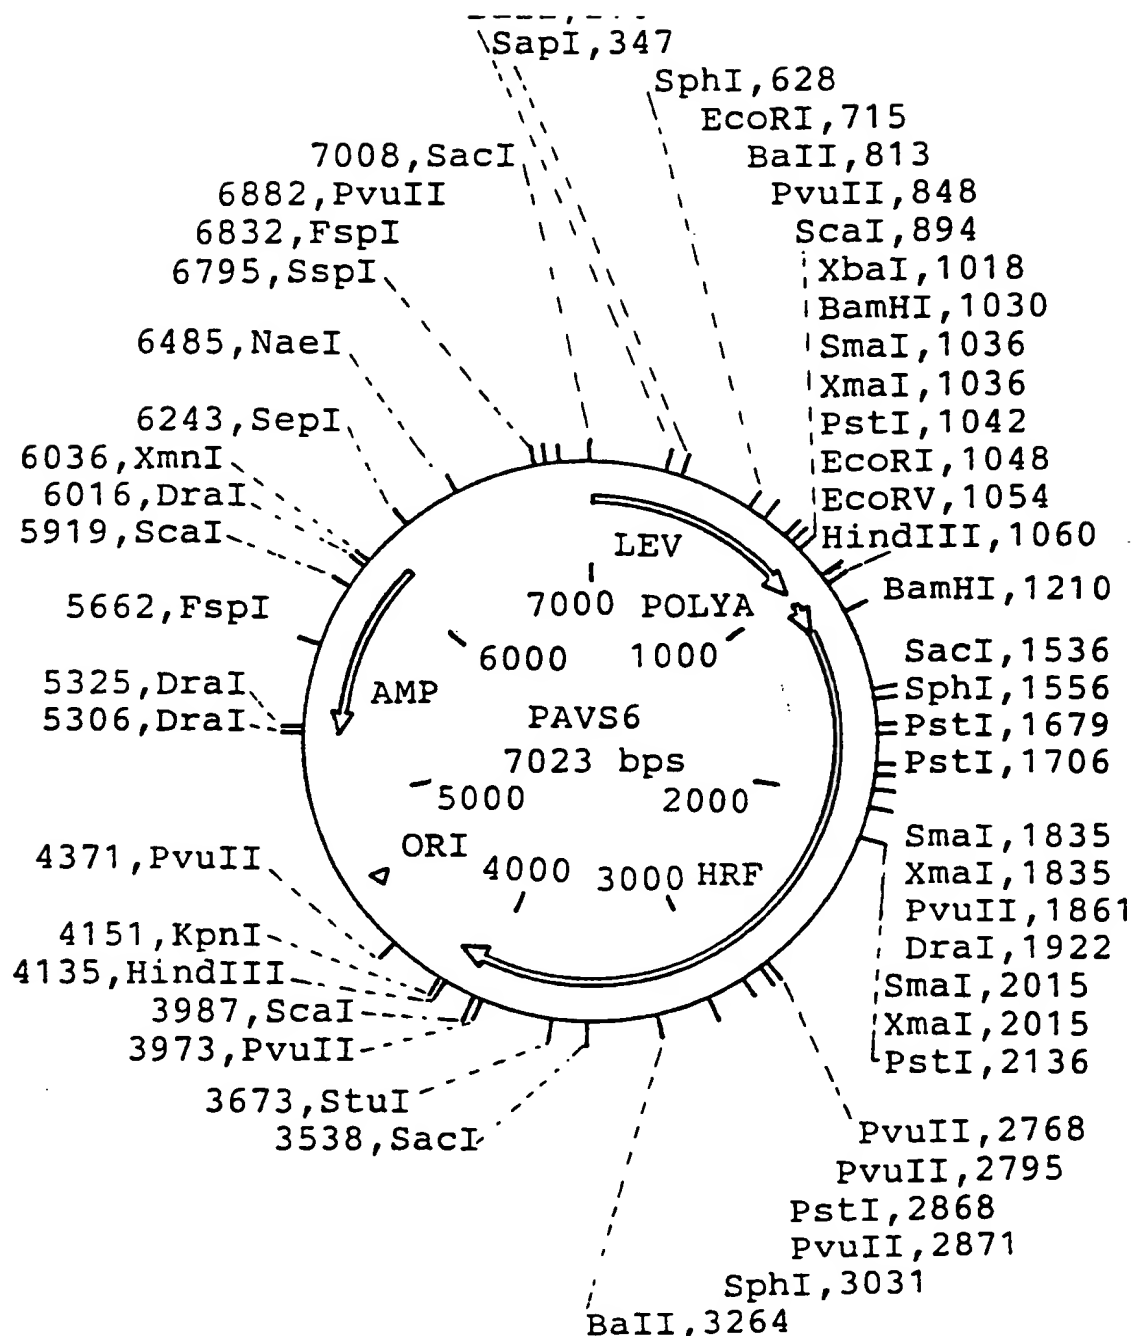 SapI,347
SphI,628
EcoRI,715
BaII,813
PvuII,848
ScaI,894
XbaI,1018
BamHI,1030
SmaI,1036
XmaI,1036
PstI,1042
EcoRI,1048
EcoRV,1054
HindIII,1060
BamHI,1210
SacI,1536
SphI,1556
PstI,1679
PstI,1706
SmaI,1835
XmaI,1835
PvuII,1861
DraI,1922
SmaI,2015
XmaI,2015
PstI,2136
PvuII,2768
PvuII,2795
PstI,2868
PvuII,2871
SphI,3031
BaII,3264
3538,SacI
3673,StuI
3973,PvuII
3987,ScaI
4135,HindIII
4151,KpnI
4371,PvuII
5306,DraI
5325,DraI
5662,FspI
5919,ScaI
6016,DraI
6036,XmnI
6243,SepI
6485,NaeI
6795,SspI
6832,FspI
6882,PvuII
7008,SacI
LEV
7000
POLYA
6000
1000
AMP
PAVS6
7023 bps
5000
2000
ORI
4000
3000
HRF